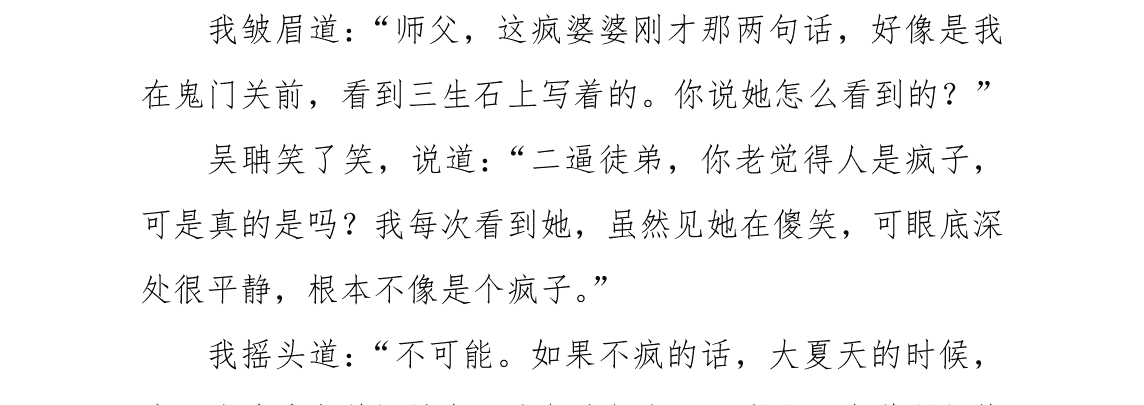 我皱眉道：“师父，这疯婆婆刚才那两句话，好像是我
在鬼门关前，看到三生石上写着的。你说她怎么看到的？”
吴聃笑了笑，说道：“二逼徒弟，你老觉得人是疯子，
可是真的是吗？我每次看到她，虽然见她在傻笑，可眼底深
处很平静，根本不像是个疯子。”
我摇头道：“不可能。如果不疯的话，大夏天的时候，